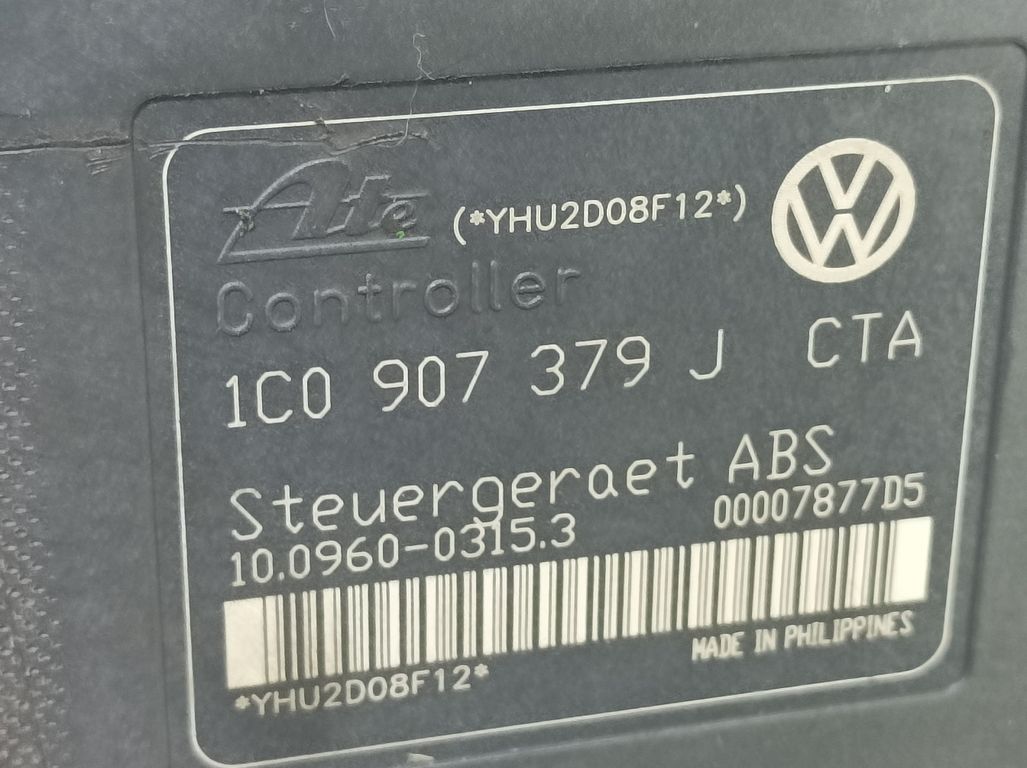 Ate (*YHU2D08F12*)
Controller
1C0 907 379 J CTA
Steuergeraet ABS
10.0960-0315.3 00007877D5
*YHU2D08F12* MADE IN PHILIPPINES